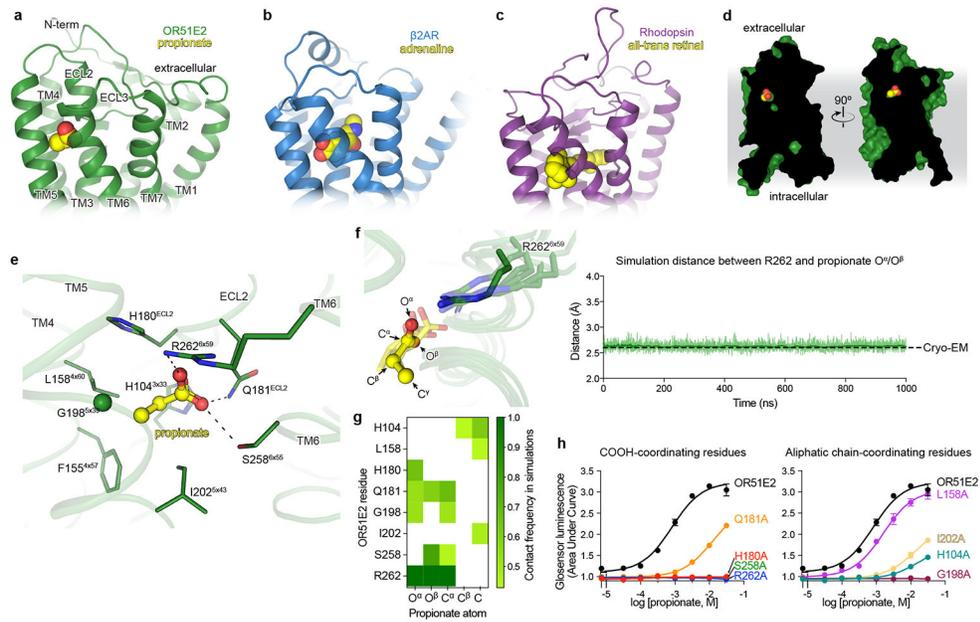 a
N-term
OR51E2
propionate
ECL2
extracellular
TM4
ECL3
TM2
TM1
TM5
TM3
TM6
TM7
b
β2AR
adrenaline
c
Rhodopsin
all-trans retinal
d
extracellular
90º
intracellular
e
TM5
ECL2
TM6
H180ECL2
TM4
R2626x59
L1584x60
H1043x33
Q181ECL2
propionate
TM6
S2586x55
F1554x57
I2025x43
f
R2626x59
Oα
Cα
Oβ
Cβ
Cγ
Simulation distance between R262 and propionate Oα/Oβ
Distance (Å)
4.0
3.5
3.0
2.5
2.0
Cryo-EM
0 200 400 600 800 1000
Time (ns)
g
OR51E2 residue
H104
L158
H180
Q181
G198
I202
S258
R262
Oα Oβ Cα C C
Propionate atom
1.0
0.9
0.8
0.7
0.6
0.5
Contact frequency in simulations
h
COOH-coordinating residues
Glosensor luminescence
(Area Under Curve)
3.5
3.0
2.5
2.0
1.5
1.0
OR51E2
Q181A
H180A
S258A
R262A
-5 -4 -3 -2 -1
log [propionate, M]
Aliphatic chain-coordinating residues
3.5
3.0
2.5
2.0
1.5
1.0
OR51E2
L158A
I202A
H104A
G198A
-5 -4 -3 -2 -1
log [propionate, M]